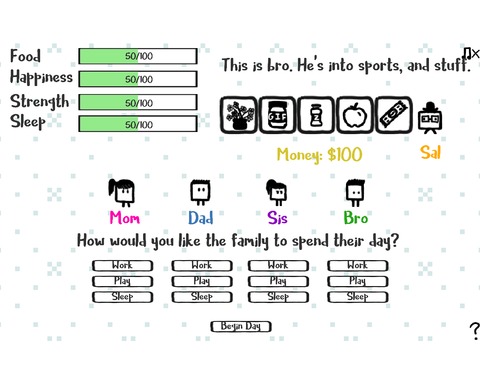 Food 50/100
Happiness 50/100
Strength 50/100
Sleep 50/100
This is bro. He's into sports, and stuff.
Money: $100
Sal
Mom Dad Sis Bro
How would you like the family to spend their day?
Work Work Work Work
Play Play Play Play
Sleep Sleep Sleep Sleep
Begin Day
?